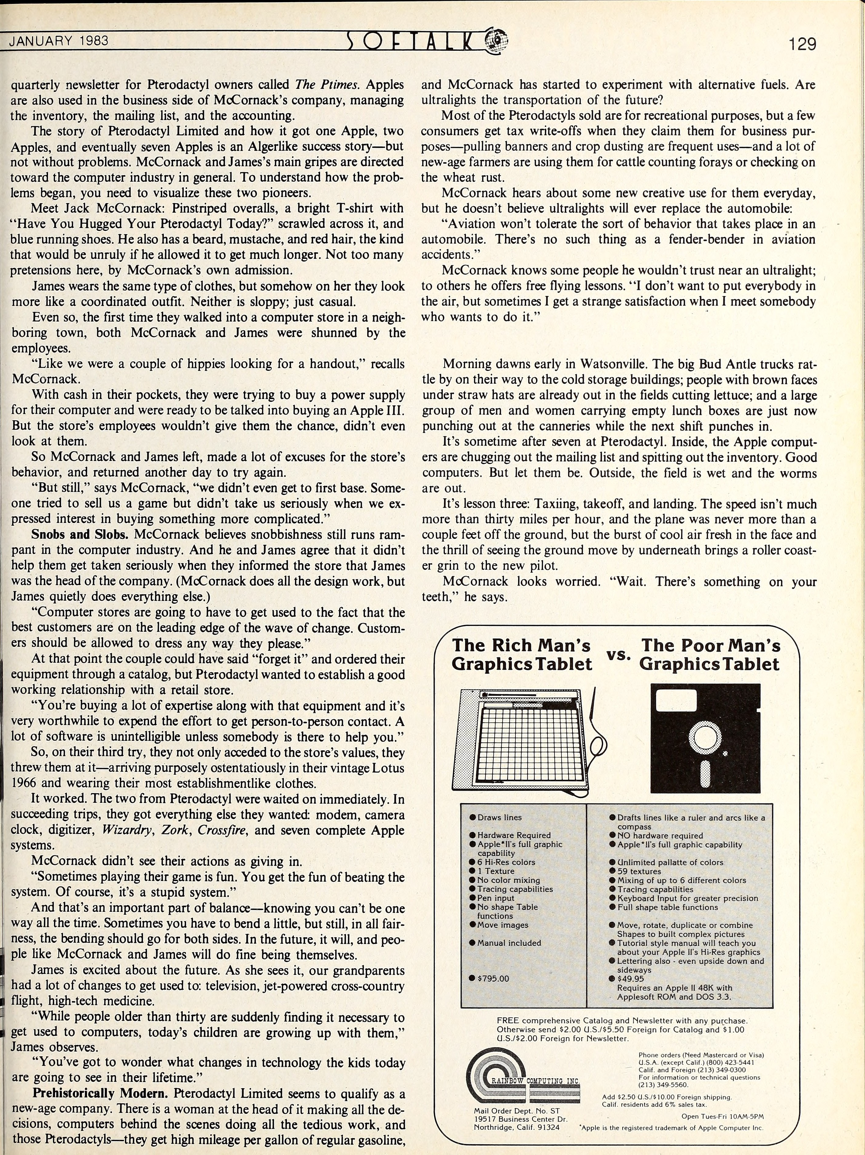 JANUARY 1983
SOFTALK
129
quarterly newsletter for Pterodactyl owners called The Ptimes. Apples
are also used in the business side of McCornack's company, managing
the inventory, the mailing list, and the accounting.
The story of Pterodactyl Limited and how it got one Apple, two
Apples, and eventually seven Apples is an Algerlike success story—but
not without problems. McCornack and James's main gripes are directed
toward the computer industry in general. To understand how the prob-
lems began, you need to visualize these two pioneers.
Meet Jack McCornack: Pinstriped overalls, a bright T-shirt with
"Have You Hugged Your Pterodactyl Today?" scrawled across it, and
blue running shoes. He also has a beard, mustache, and red hair, the kind
that would be unruly if he allowed it to get much longer. Not too many
pretensions here, by McCornack's own admission.
James wears the same type of clothes, but somehow on her they look
more like a coordinated outfit. Neither is sloppy; just casual.
Even so, the first time they walked into a computer store in a neigh-
boring town, both McCornack and James were shunned by the
employees.
"Like we were a couple of hippies looking for a handout," recalls
McCornack.
With cash in their pockets, they were trying to buy a power supply
for their computer and were ready to be talked into buying an Apple III.
But the store's employees wouldn't give them the chance, didn't even
look at them.
So McCornack and James left, made a lot of excuses for the store's
behavior, and returned another day to try again.
"But still," says McCornack, "we didn't even get to first base. Some-
one tried to sell us a game but didn't take us seriously when we ex-
pressed interest in buying something more complicated."
Snobs and Slobs. McCornack believes snobbishness still runs ram-
pant in the computer industry. And he and James agree that it didn't
help them get taken seriously when they informed the store that James
was the head of the company. (McCornack does all the design work, but
James quietly does everything else.)
"Computer stores are going to have to get used to the fact that the
best customers are on the leading edge of the wave of change. Custom-
ers should be allowed to dress any way they please."
At that point the couple could have said "forget it" and ordered their
equipment through a catalog, but Pterodactyl wanted to establish a good
working relationship with a retail store.
"You're buying a lot of expertise along with that equipment and it's
very worthwhile to expend the effort to get person-to-person contact. A
lot of software is unintelligible unless somebody is there to help you."
So, on their third try, they not only acceded to the store's values, they
threw them at it—arriving purposely ostentatiously in their vintage Lotus
1966 and wearing their most establishmentlike clothes.
It worked. The two from Pterodactyl were waited on immediately. In
succeeding trips, they got everything else they wanted: modem, camera
clock, digitizer, Wizardry, Zork, Crossfire, and seven complete Apple
systems.
McCornack didn't see their actions as giving in.
"Sometimes playing their game is fun. You get the fun of beating the
system. Of course, it's a stupid system."
And that's an important part of balance—knowing you can't be one
way all the time. Sometimes you have to bend a little, but still, in all fair-
ness, the bending should go for both sides. In the future, it will, and peo-
ple like McCornack and James will do fine being themselves.
James is excited about the future. As she sees it, our grandparents
had a lot of changes to get used to: television, jet-powered cross-country
flight, high-tech medicine.
"While people older than thirty are suddenly finding it necessary to
get used to computers, today's children are growing up with them,"
James observes.
"You've got to wonder what changes in technology the kids today
are going to see in their lifetime."
Prehistorically Modern. Pterodactyl Limited seems to qualify as a
new-age company. There is a woman at the head of it making all the de-
cisions, computers behind the scenes doing all the tedious work, and
those Pterodactyls—they get high mileage per gallon of regular gasoline,
and McCornack has started to experiment with alternative fuels. Are
ultralights the transportation of the future?
Most of the Pterodactyls sold are for recreational purposes, but a few
consumers get tax write-offs when they claim them for business pur-
poses—pulling banners and crop dusting are frequent uses—and a lot of
new-age farmers are using them for cattle counting forays or checking on
the wheat rust.
McCornack hears about some new creative use for them everyday,
but he doesn't believe ultralights will ever replace the automobile:
"Aviation won't tolerate the sort of behavior that takes place in an
automobile. There's no such thing as a fender-bender in aviation
accidents."
McCornack knows some people he wouldn't trust near an ultralight;
to others he offers free flying lessons. "I don't want to put everybody in
the air, but sometimes I get a strange satisfaction when I meet somebody
who wants to do it."
Morning dawns early in Watsonville. The big Bud Antle trucks rat-
tle by on their way to the cold storage buildings; people with brown faces
under straw hats are already out in the fields cutting lettuce; and a large
group of men and women carrying empty lunch boxes are just now
punching out at the canneries while the next shift punches in.
It's sometime after seven at Pterodactyl. Inside, the Apple comput-
ers are chugging out the mailing list and spitting out the inventory. Good
computers. But let them be. Outside, the field is wet and the worms
are out.
It's lesson three: Taxiing, takeoff, and landing. The speed isn't much
more than thirty miles per hour, and the plane was never more than a
couple feet off the ground, but the burst of cool air fresh in the face and
the thrill of seeing the ground move by underneath brings a roller coast-
er grin to the new pilot.
McCornack looks worried. "Wait. There's something on your
teeth," he says.
The Rich Man's
Graphics Tablet
vs.
The Poor Man's
Graphics Tablet
● Draws lines
● Hardware Required
● Apple*II's full graphic
capability
● 6 Hi-Res colors
● 1 Texture
● No color mixing
● Tracing capabilities
● Pen input
● No shape Table
functions
● Move images
● Manual included
● $795.00
● Drafts lines like a ruler and arcs like a
compass
● NO hardware required
● Apple*II's full graphic capability
● Unlimited pallatte of colors
● 59 textures
● Mixing of up to 6 different colors
● Tracing capabilities
● Keyboard Input for greater precision
● Full shape table functions
● Move, rotate, duplicate or combine
Shapes to built complex pictures
● Tutorial style manual will teach you
about your Apple II's Hi-Res graphics
● Lettering also - even upside down and
sideways
● $49.95
Requires an Apple II 48K with
Applesoft ROM and DOS 3.3.
FREE comprehensive Catalog and Newsletter with any purchase.
Otherwise send $2.00 U.S./$5.50 Foreign for Catalog and $1.00
U.S./$2.00 Foreign for Newsletter.
RAINBOW COMPUTING INC.
Mail Order Dept. No. ST
19517 Business Center Dr.
Northridge, Calif. 91324
Phone orders (Need Mastercard or Visa)
U.S.A. (except Calif.) (800) 423-5441
Calif. and Foreign (213) 349-0300
For information or technical questions
(213) 349-5560.
Add $2.50 U.S./$10.00 Foreign shipping.
Calif. residents add 6% sales tax.
Open Tues-Fri 10AM-5PM
*Apple is the registered trademark of Apple Computer Inc.